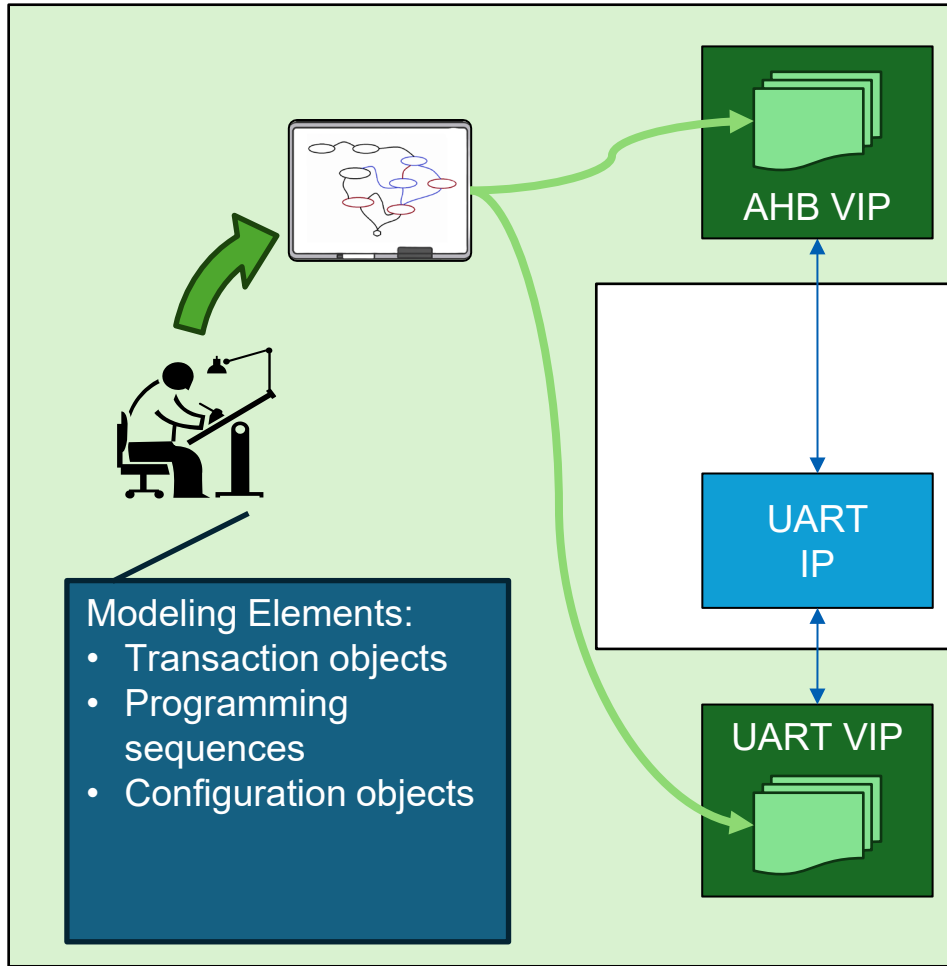 AHB VIP
UART
IP
UART VIP
Modeling Elements:
• Transaction objects
• Programming
sequences
• Configuration objects